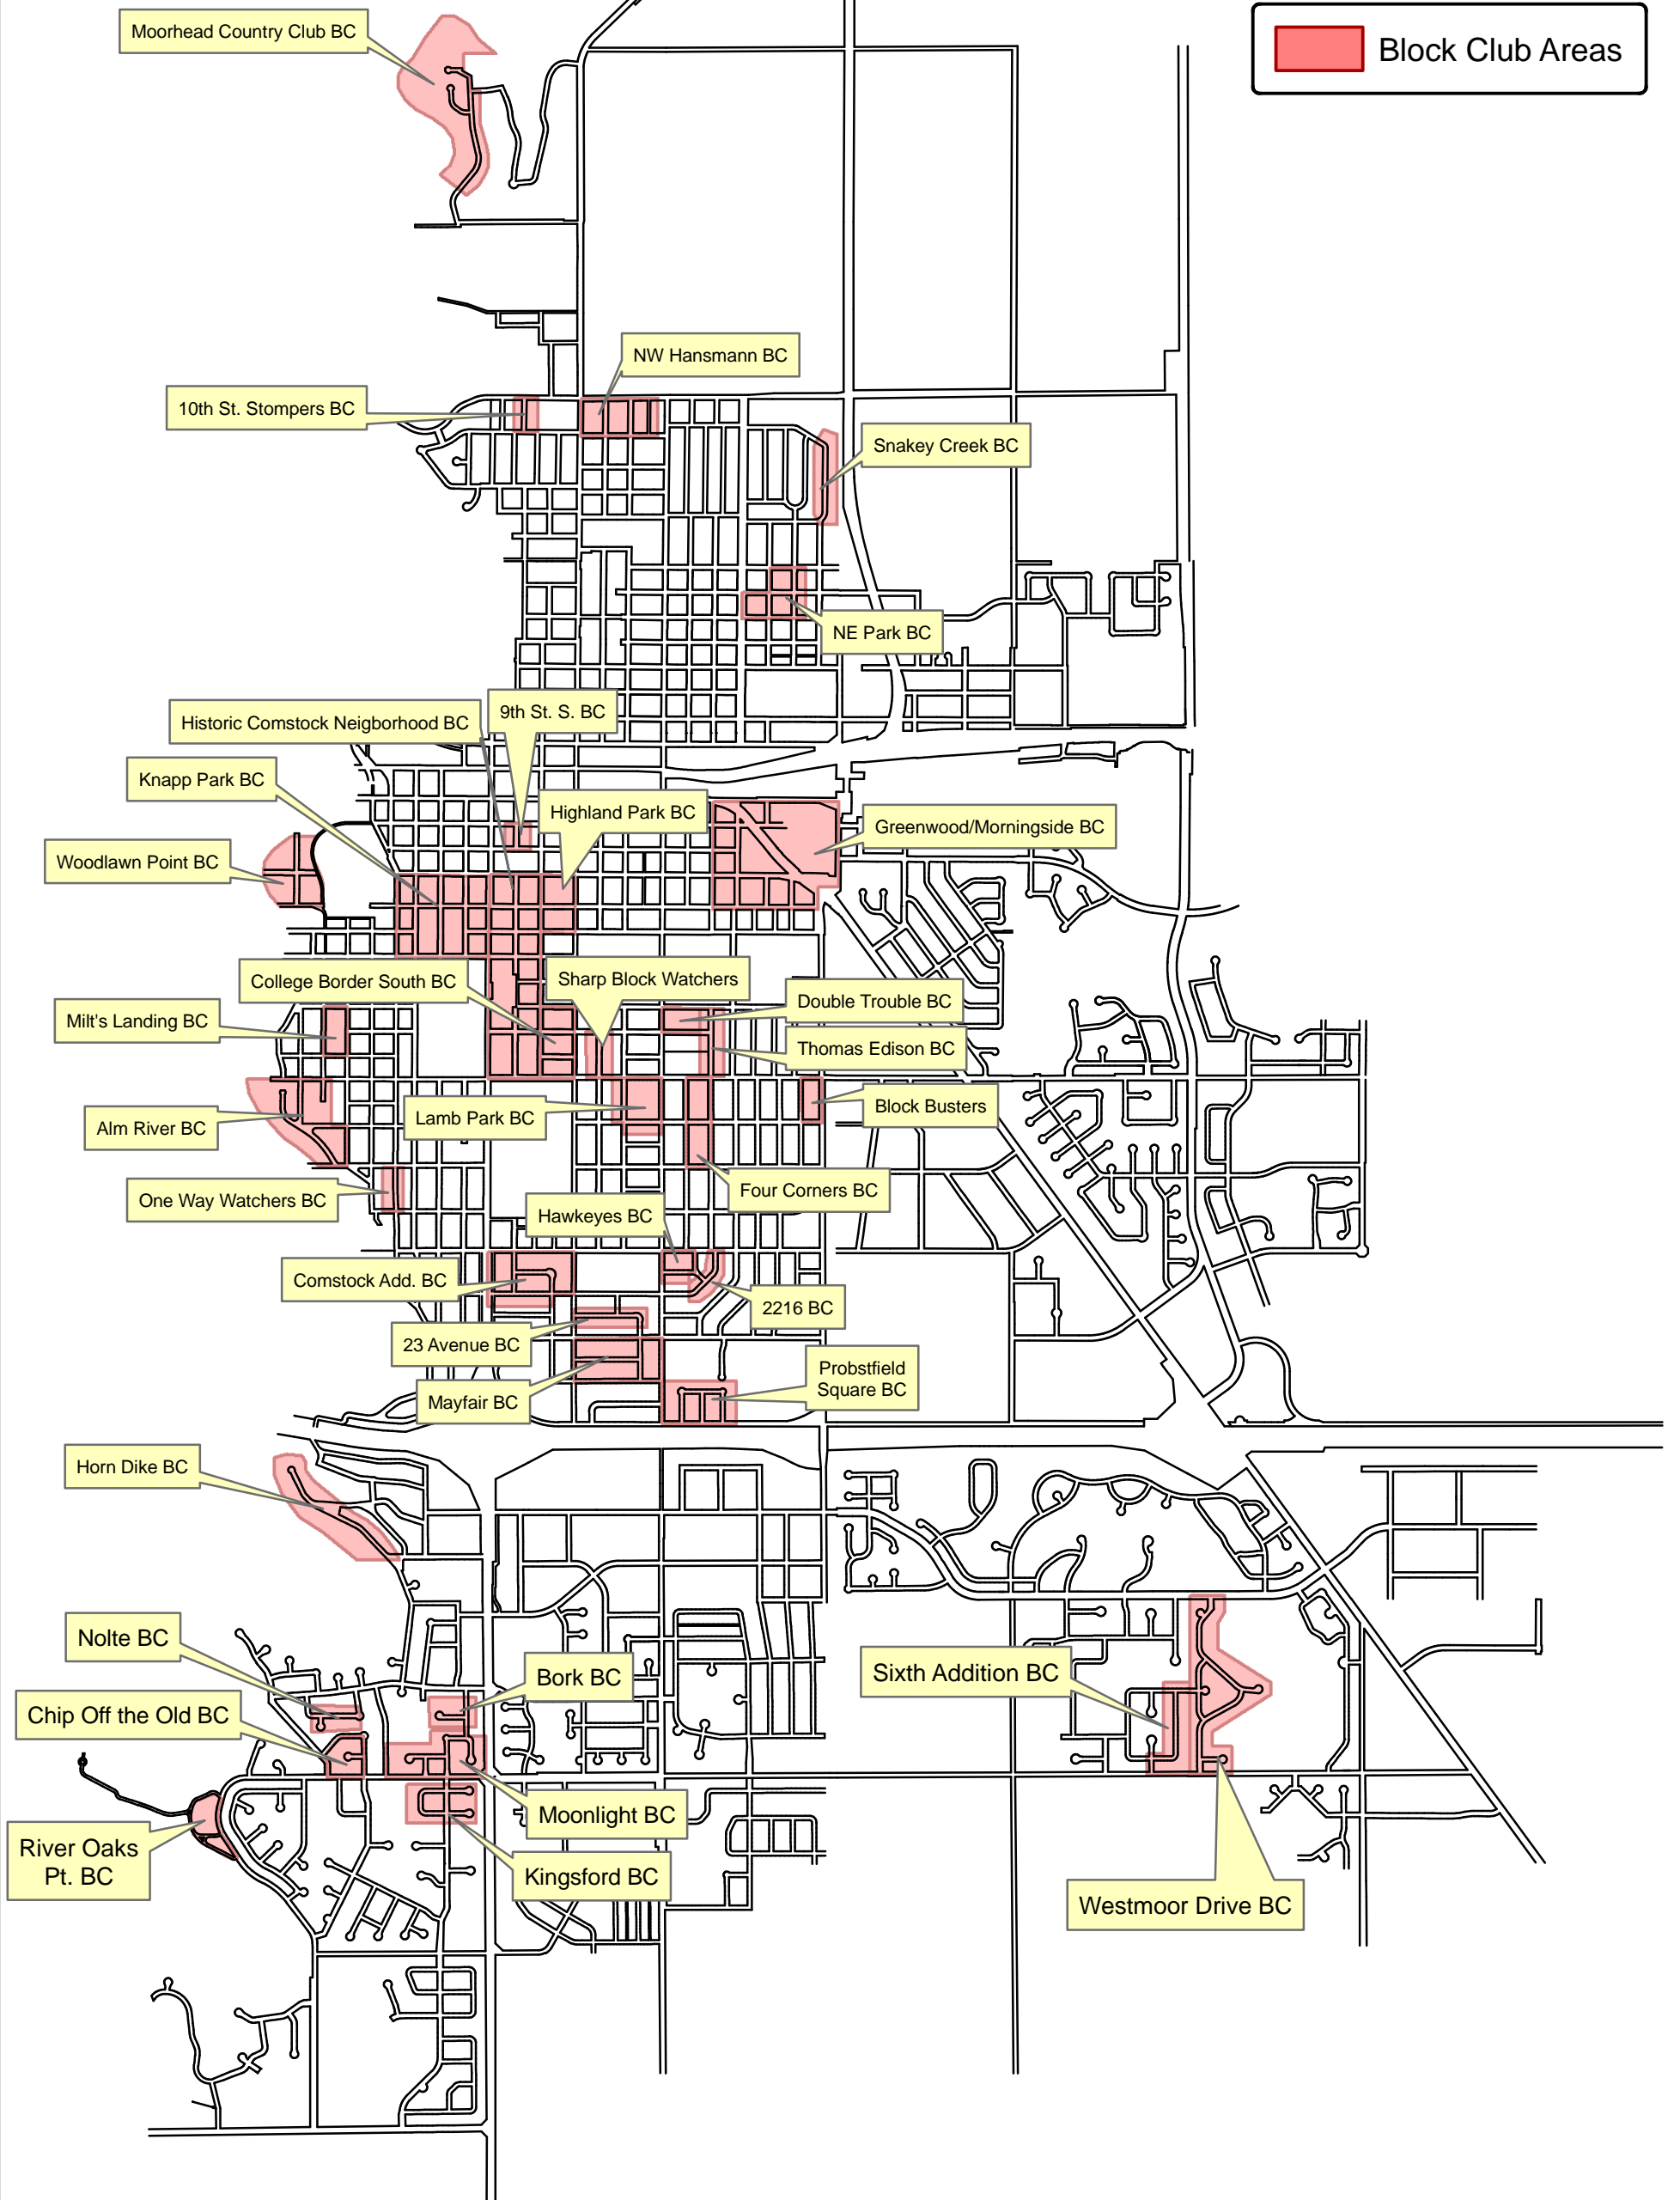 Moorhead Country Club BC
Block Club Areas
NW Hansmann BC
10th St. Stompers BC
Snakey Creek BC
NE Park BC
Historic Comstock Neigborhood BC
9th St. S. BC
Knapp Park BC
Highland Park BC
Greenwood/Morningside BC
Woodlawn Point BC
College Border South BC
Sharp Block Watchers
Double Trouble BC
Milt's Landing BC
Thomas Edison BC
Lamb Park BC
Block Busters
Alm River BC
One Way Watchers BC
Four Corners BC
Hawkeyes BC
Comstock Add. BC
2216 BC
23 Avenue BC
Probstfield
Square BC
Mayfair BC
Horn Dike BC
Nolte BC
Bork BC
Sixth Addition BC
Chip Off the Old BC
Moonlight BC
River Oaks
Pt. BC
Kingsford BC
Westmoor Drive BC